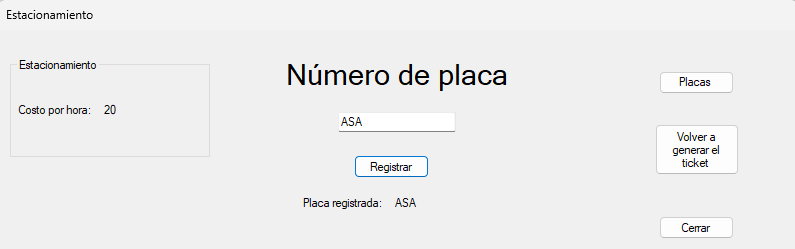 Estacionamiento
Estacionamiento
Costo por hora: 20
Número de placa
ASA
Registrar
Placa registrada: ASA
Placas
Volver a
generar el
ticket
Cerrar